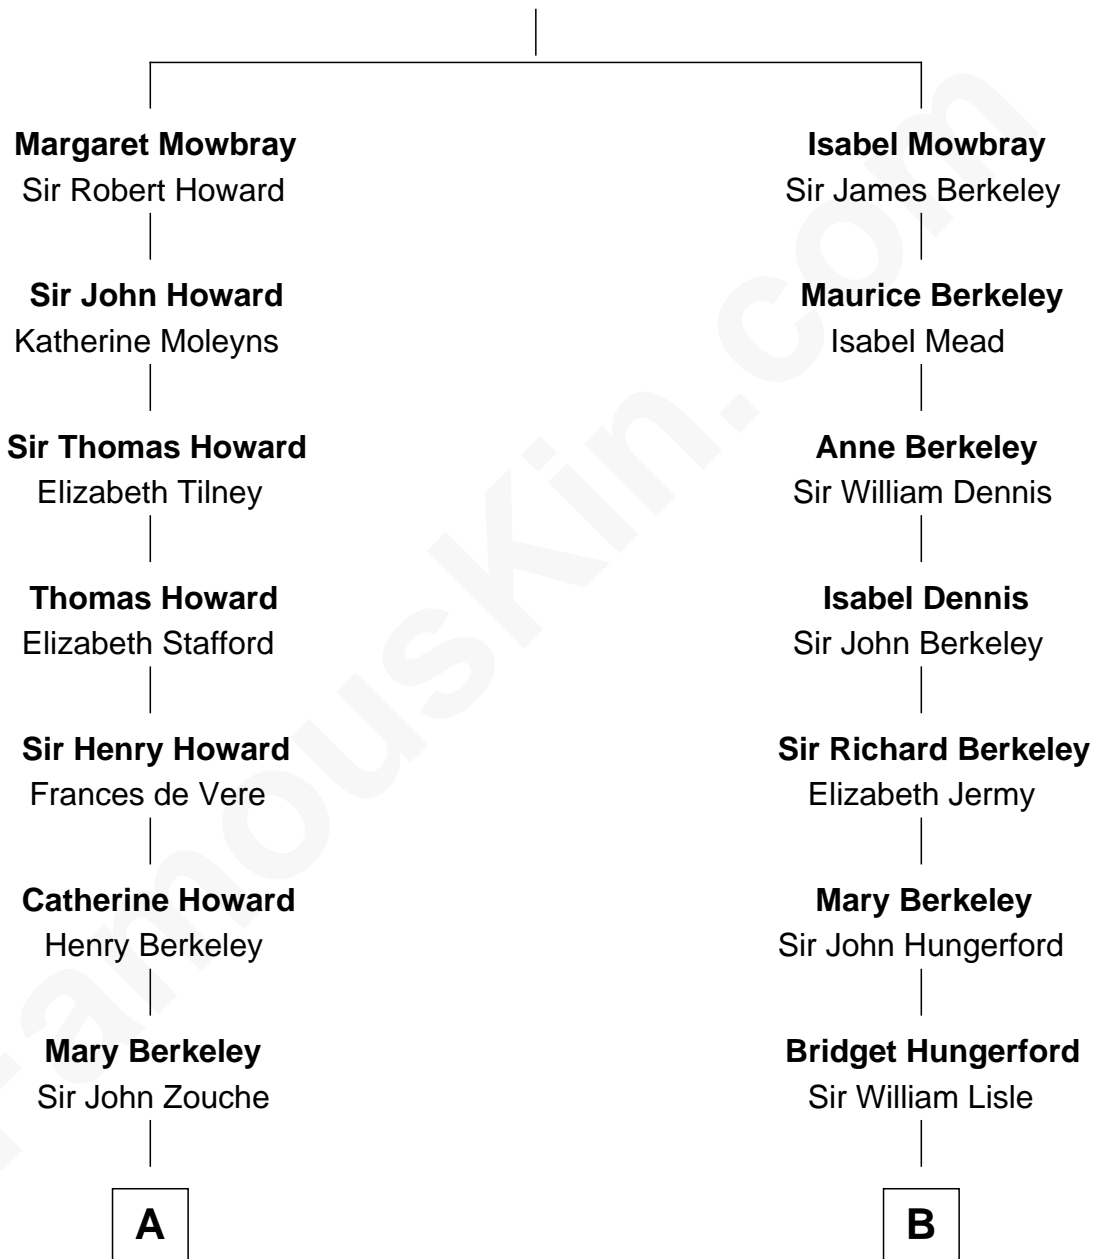 Margaret Mowbray
Sir Robert Howard
Isabel Mowbray
Sir James Berkeley
Sir John Howard
Katherine Moleyns
Maurice Berkeley
Isabel Mead
Sir Thomas Howard
Elizabeth Tilney
Anne Berkeley
Sir William Dennis
Thomas Howard
Elizabeth Stafford
Isabel Dennis
Sir John Berkeley
Sir Henry Howard
Frances de Vere
Sir Richard Berkeley
Elizabeth Jermy
Catherine Howard
Henry Berkeley
Mary Berkeley
Sir John Hungerford
Mary Berkeley
Sir John Zouche
Bridget Hungerford
Sir William Lisle
A
B
FamousKin.com